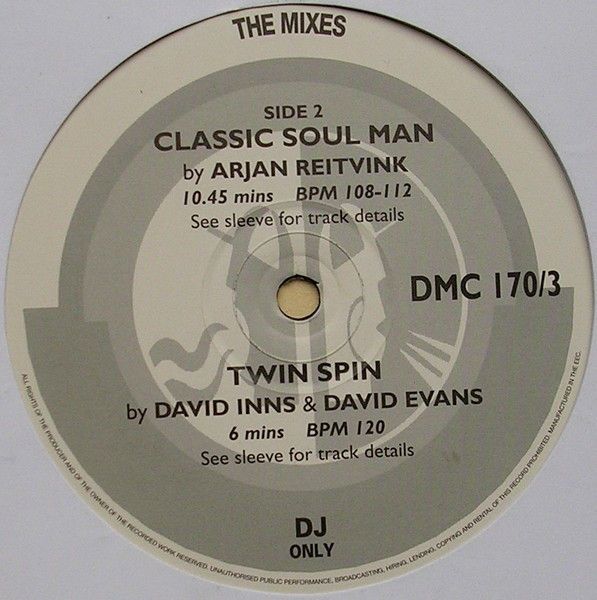 THE MIXES
SIDE 2
CLASSIC SOUL MAN
by ARJAN REITVINK
10.45 mins BPM 108-112
See sleeve for track details
DMC 170/3
TWIN SPIN
by DAVID INNS & DAVID EVANS
6 mins BPM 120
See sleeve for track details
DJ
ONLY
ALL RIGHTS OF THE PRODUCER AND OF THE OWNER OF THE RECORDED WORK RESERVED. UNAUTHORISED PUBLIC PERFORMANCE, BROADCASTING, HIRING, LENDING, COPYING AND RENTAL OF THIS RECORD PROHIBITED. MANUFACTURED IN THE EEC.